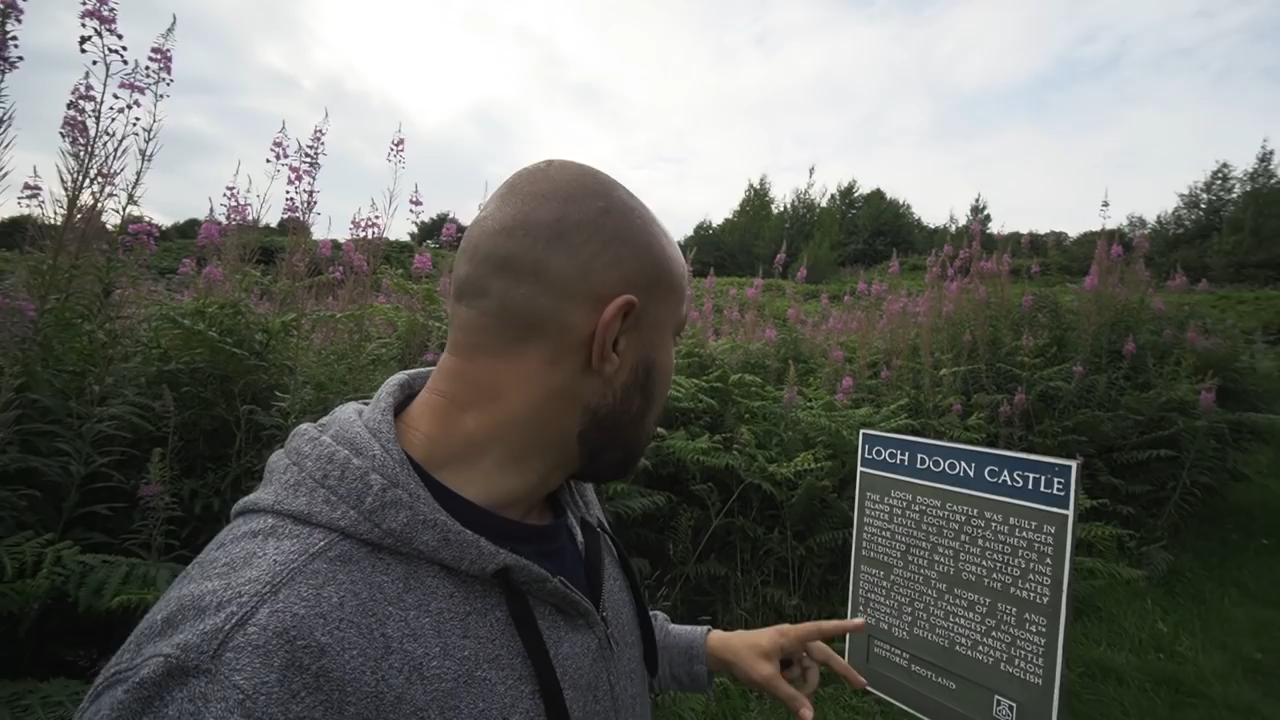 LOCH DOON CASTLE
LOCH DOON CASTLE WAS BUILT IN
THE EARLY 14TH CENTURY ON THE LARGER
ISLAND IN THE LOCH. IN 1935-6, WHEN THE
WATER LEVEL WAS TO BE RAISED FOR A
HYDRO-ELECTRIC SCHEME, THE CASTLE'S FINE
ASHLAR MASONRY WAS DISMANTLED AND
RE-ERECTED HERE. WALL CORES AND LATER
BUILDINGS WERE LEFT ON THE PARTLY
SUBMERGED ISLAND.
DESPITE THE MODEST SIZE AND
SIMPLE POLYGONAL PLAN OF THE 14TH
CENTURY CASTLE, ITS STANDARD OF MASONRY
EQUALS THAT OF THE LARGEST AND MOST
ELABORATE OF ITS CONTEMPORARIES. LITTLE
IS KNOWN OF ITS HISTORY APART FROM
A SUCCESSFUL DEFENCE AGAINST ENGLISH
IN 1335.
HISTORIC SCOTLAND